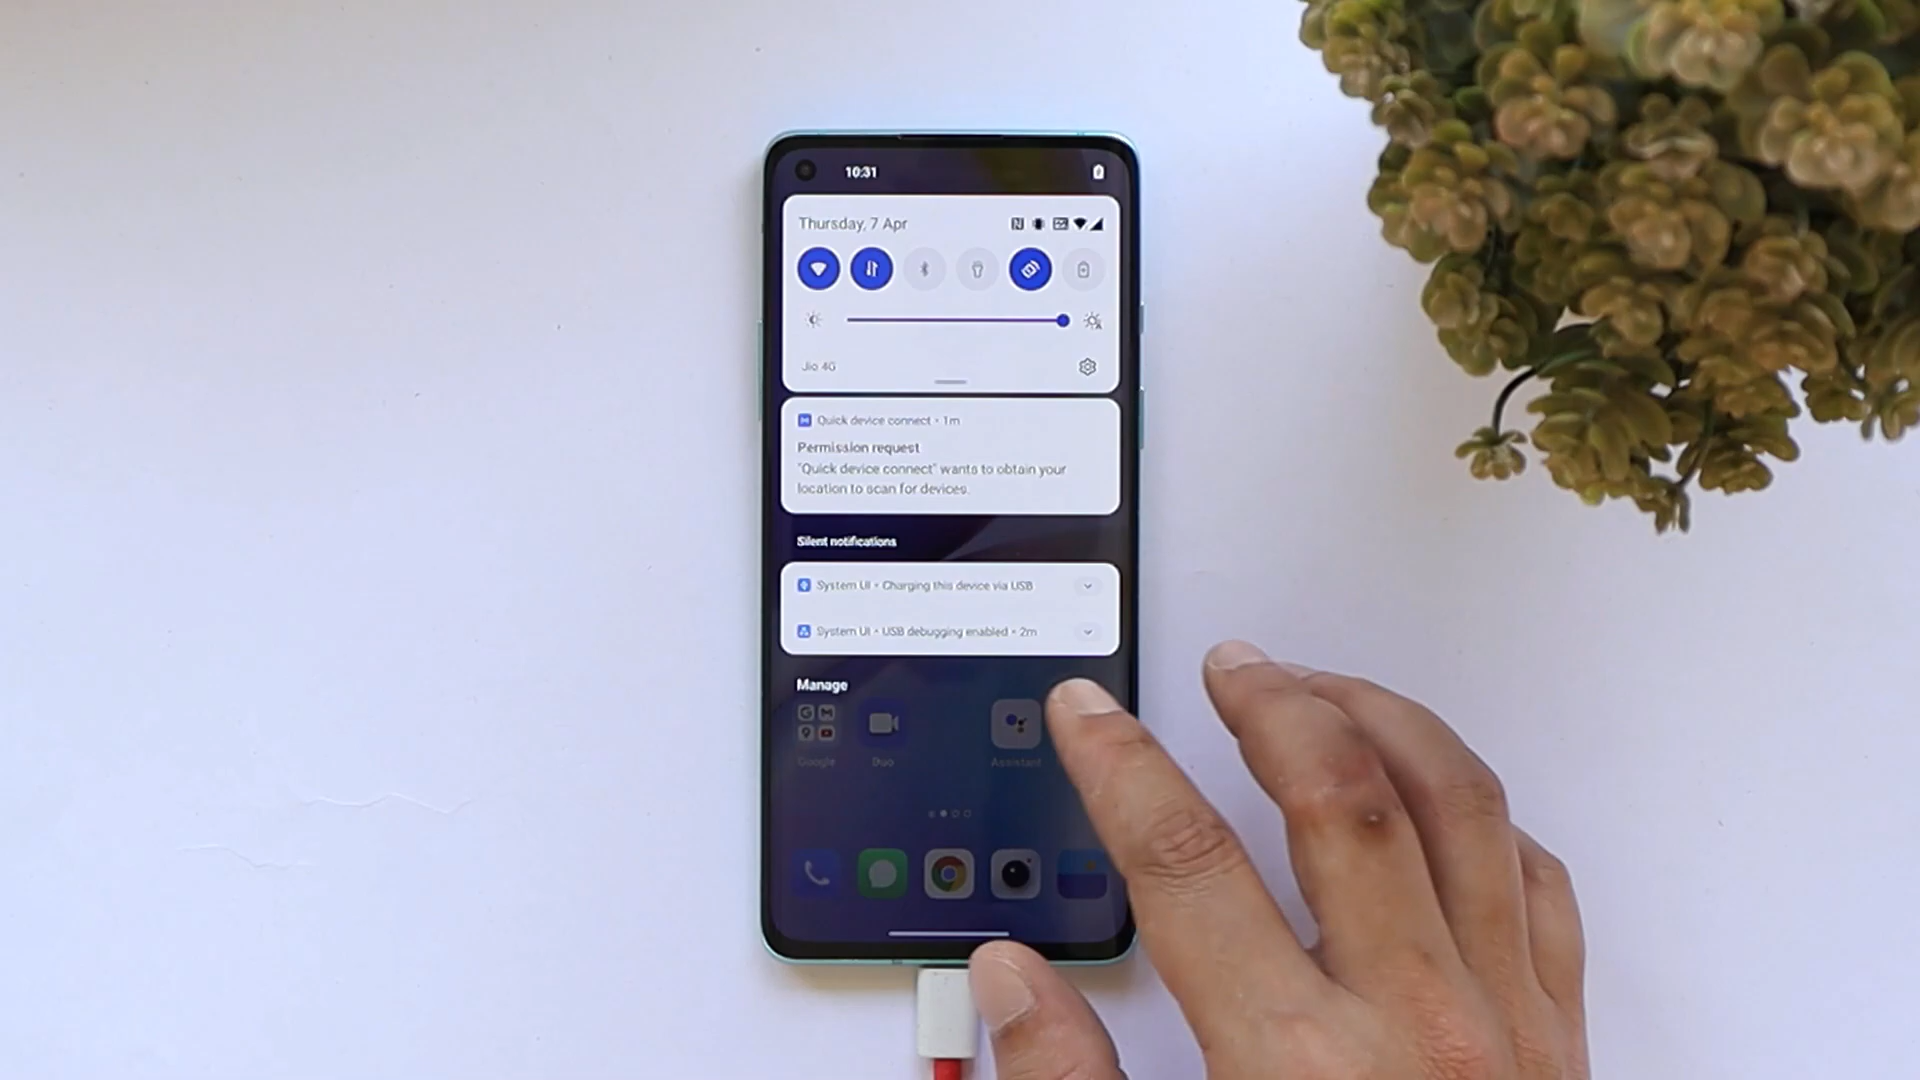 10:31
Thursday, 7 Apr
Jio 4G
Quick device connect • 1m
Permission request
"Quick device connect" wants to obtain your
location to scan for devices.
Silent notifications
System UI • Charging this device via USB
System UI • USB debugging enabled • 2m
Manage
Google
Duo
Assistant